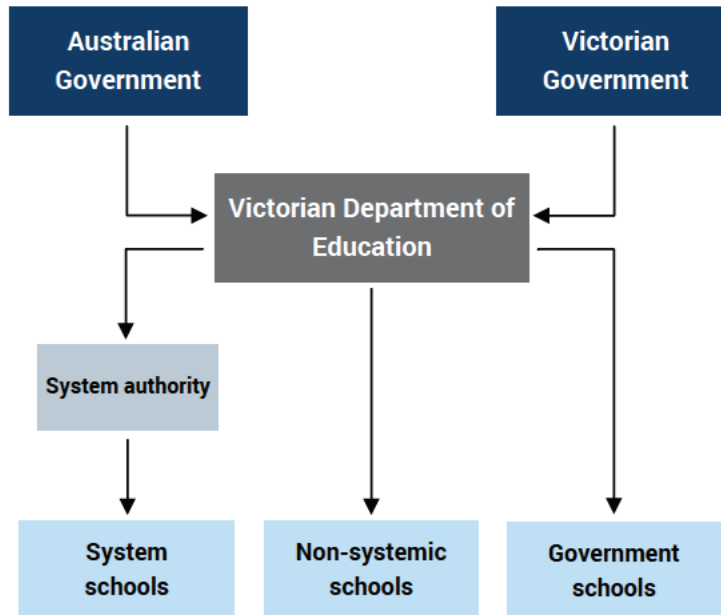 Australian
Government
Victorian
Government
Victorian Department of
Education
System authority
System
schools
Non-systemic
schools
Government
schools